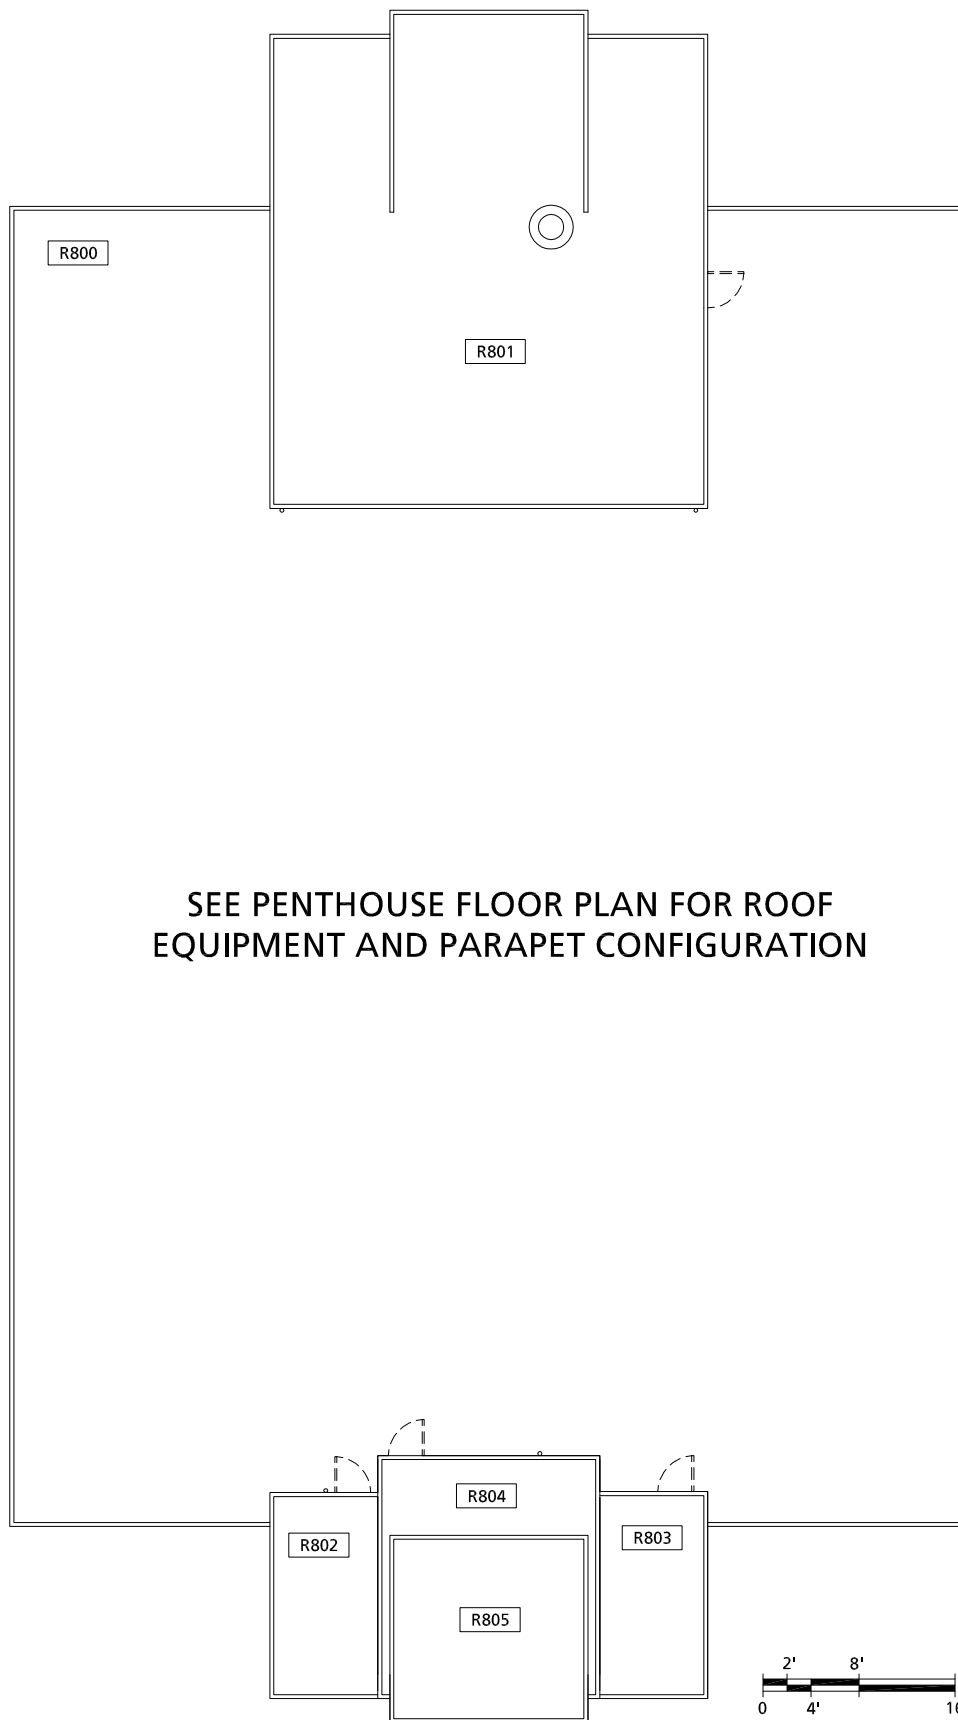 R800
R801
SEE PENTHOUSE FLOOR PLAN FOR ROOF
EQUIPMENT AND PARAPET CONFIGURATION
R804
R802
R803
R805
2' 8'
0 4' 16